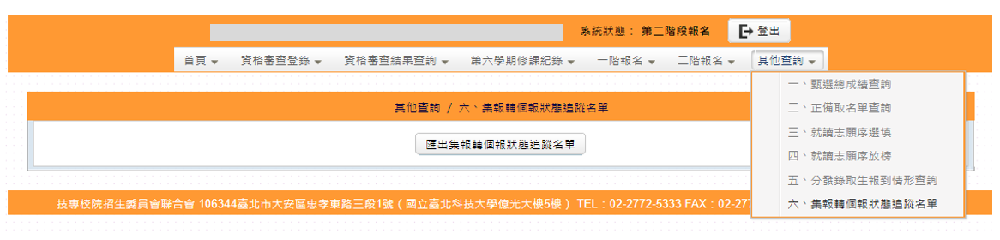 系統狀態： 第二階段報名 登出
首頁 資格審查登錄 資格審查結果查詢 第六學期修課紀錄 一階報名 二階報名 其他查詢
一、甄選總成績查詢
二、正備取名單查詢
三、就讀志願序選填
四、就讀志願序放榜
五、分發錄取生報到情形查詢
六、集報轉個報狀態追蹤名單
其他查詢 / 六、集報轉個報狀態追蹤名單
匯出集報轉個報狀態追蹤名單
技專校院招生委員會聯合會 106344臺北市大安區忠孝東路三段1號（國立臺北科技大學億光大樓5樓） TEL：02-2772-5333 FAX：02-277